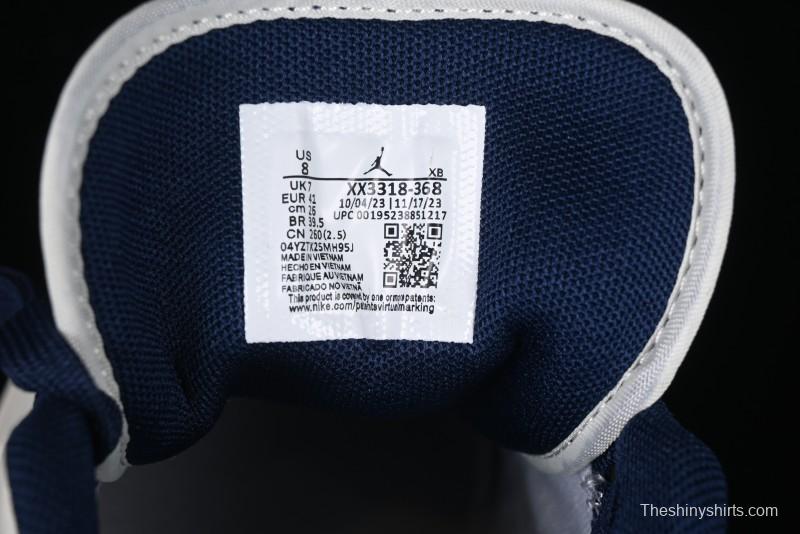 US
8
XB
UK 7
EUR 41
cm 26
BR 39.5
CN 260 (2.5)
XX3318-368
10/04/23 | 11/17/23
UPC 00195238851217
04YZTX2SMH95J
MADE IN VIETNAM
HECHO EN VIETNAM
FABRIQUE AU VIETNAM
FABRICADO NO VIETNÃ
This product is covered by one or more patents:
www.nike.com/patentsvirtualmarking
Theshinyshirts.com